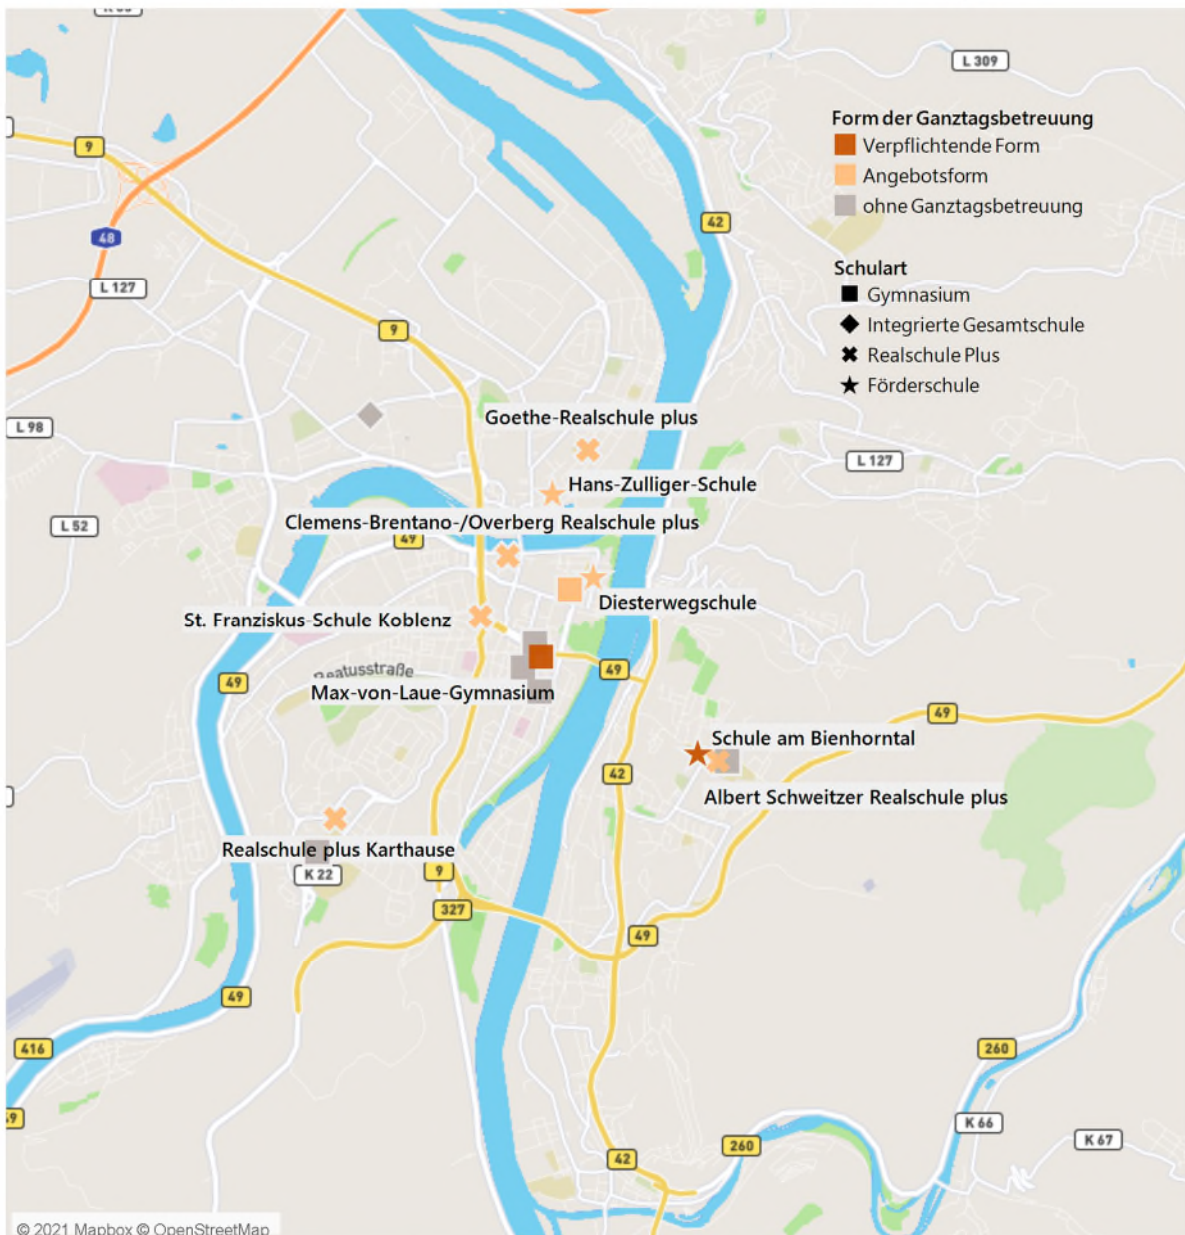 L 309
Form der Ganztagsbetreuung
Verpflichtende Form
Angebotsform
ohne Ganztagsbetreuung
9
42
48
L 127
Schulart
Gymnasium
Integrierte Gesamtschule
Realschule Plus
Förderschule
9
Goethe-Realschule plus
L 98
L 127
Hans-Zulliger-Schule
L 52
Clemens-Brentano-/Overberg Realschule plus
49
Diesterwegschule
St. Franziskus-Schule Koblenz
Beatusstraße
49
49
Max-von-Laue-Gymnasium
49
Schule am Bienhorntal
42
Albert Schweitzer Realschule plus
Realschule plus Karthause
K 22
9
327
49
49
416
260
K 66
K 67
260
42
© 2021 Mapbox © OpenStreetMap